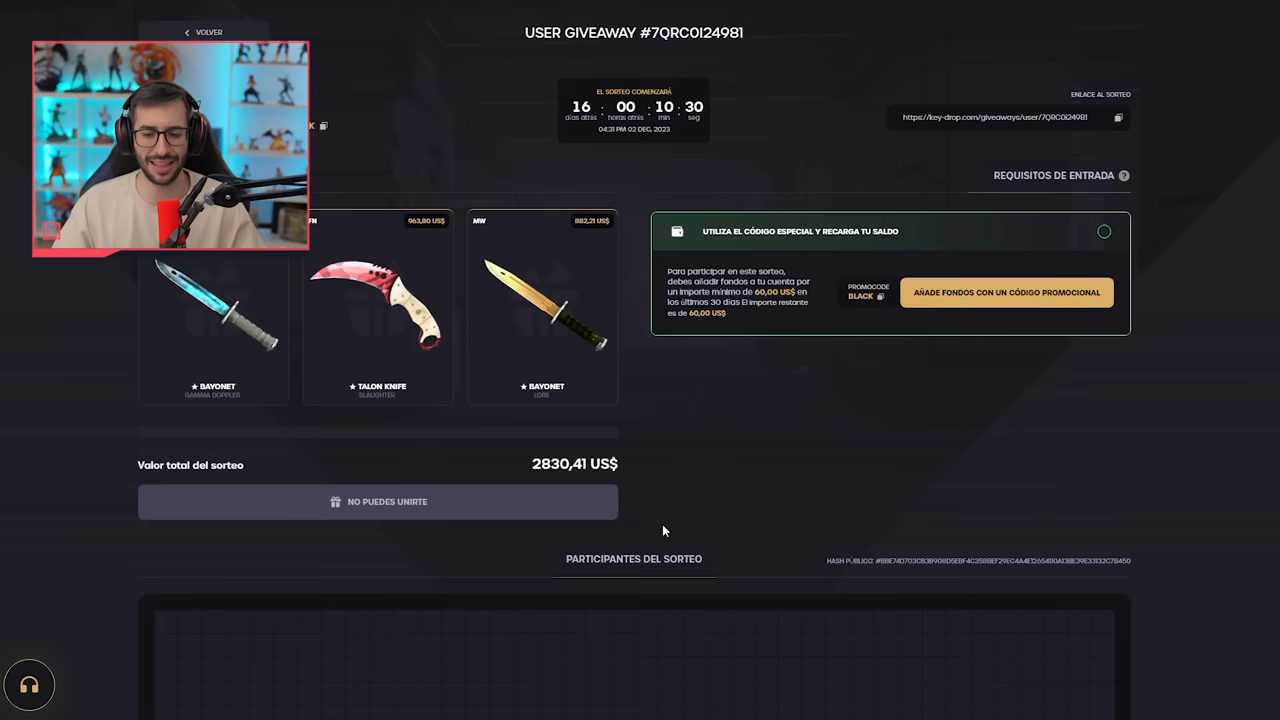 VOLVER
USER GIVEAWAY #7QRC0I24981
EL SORTEO COMENZARÁ
16 : 00 : 10 : 30
días atrás horas atrás min seg
04:31 PM 02 DEC, 2023
ENLACE AL SORTEO
https://key-drop.com/giveaways/user/7QRC0I24981
K
REQUISITOS DE ENTRADA ?
FN 963,80 US$
MW 882,21 US$
UTILIZA EL CÓDIGO ESPECIAL Y RECARGA TU SALDO
Para participar en este sorteo,
debes añadir fondos a tu cuenta por
un importe mínimo de 60,00 US$ en
los últimos 30 días El importe restante
es de 60,00 US$
PROMOCODE
BLACK
AÑADE FONDOS CON UN CÓDIGO PROMOCIONAL
★ BAYONET
GAMMA DOPPLER
★ TALON KNIFE
SLAUGHTER
★ BAYONET
LORE
Valor total del sorteo 2830,41 US$
NO PUEDES UNIRTE
PARTICIPANTES DEL SORTEO
HASH PÚBLICO: